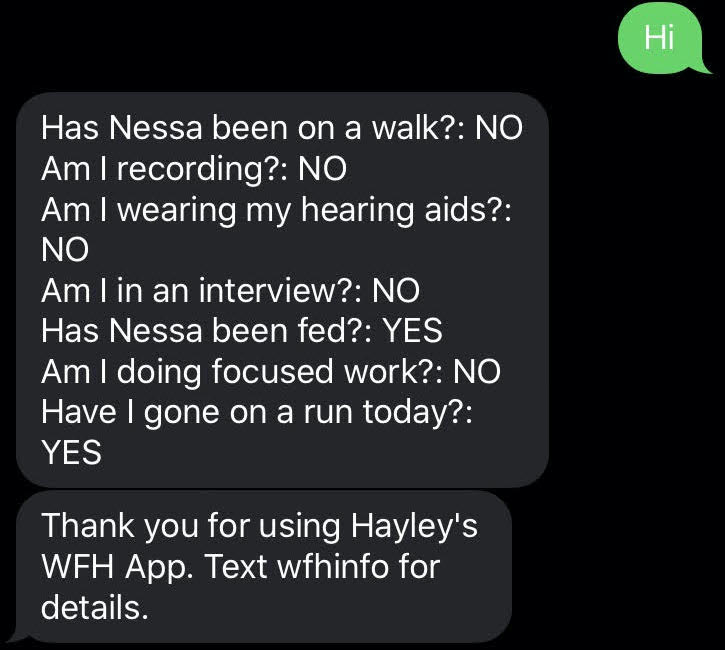 Hi
Has Nessa been on a walk?: NO
Am I recording?: NO
Am I wearing my hearing aids?:
NO
Am I in an interview?: NO
Has Nessa been fed?: YES
Am I doing focused work?: NO
Have I gone on a run today?:
YES
Thank you for using Hayley's
WFH App. Text wfhinfo for
details.